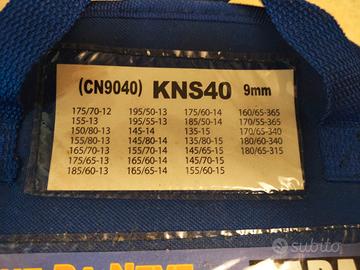 (CN9040) KNS40 9mm
175/70-12 195/50-13 175/60-14 160/65-365
155-13 195/55-13 185/50-14 170/55-365
150/80-13 145-14 135-15 170/65-340
155/80-13 145/80-14 145-15 180/60-340
165/70-13 155/70-14 145/65-15 180/65-315
175/65-13 165/60-14 145/70-15
185/60-13 165/65-14 155/60-15
subito
DA NEVE